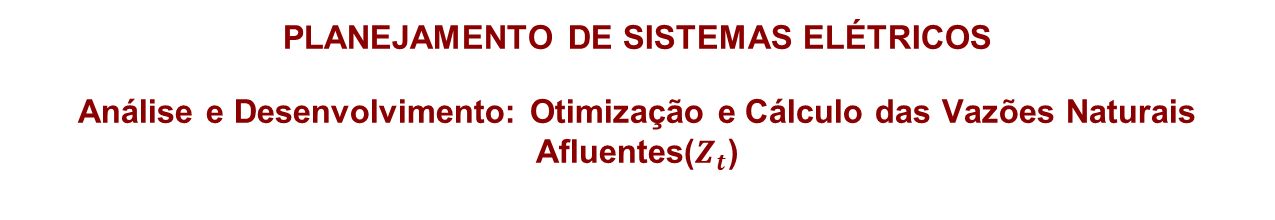 PLANEJAMENTO DE SISTEMAS ELÉTRICOS
Análise e Desenvolvimento: Otimização e Cálculo das Vazões Naturais
Afluentes(𝒁ₜ)